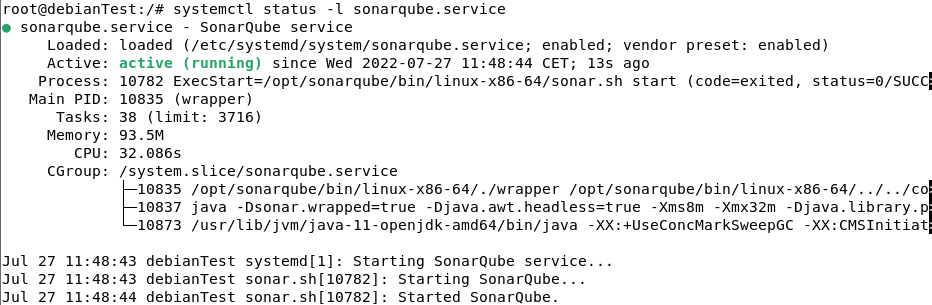 root@debianTest:/# systemctl status -l sonarqube.service
● sonarqube.service - SonarQube service
     Loaded: loaded (/etc/systemd/system/sonarqube.service; enabled; vendor preset: enabled)
     Active: active (running) since Wed 2022-07-27 11:48:44 CET; 13s ago
    Process: 10782 ExecStart=/opt/sonarqube/bin/linux-x86-64/sonar.sh start (code=exited, status=0/SUCC>
   Main PID: 10835 (wrapper)
      Tasks: 38 (limit: 3716)
     Memory: 93.5M
        CPU: 32.086s
     CGroup: /system.slice/sonarqube.service
             ├─10835 /opt/sonarqube/bin/linux-x86-64/./wrapper /opt/sonarqube/bin/linux-x86-64/../../co>
             ├─10837 java -Dsonar.wrapped=true -Djava.awt.headless=true -Xms8m -Xmx32m -Djava.library.p>
             └─10873 /usr/lib/jvm/java-11-openjdk-amd64/bin/java -XX:+UseConcMarkSweepGC -XX:CMSInitiat>
Jul 27 11:48:43 debianTest systemd[1]: Starting SonarQube service...
Jul 27 11:48:43 debianTest sonar.sh[10782]: Starting SonarQube...
Jul 27 11:48:44 debianTest sonar.sh[10782]: Started SonarQube.